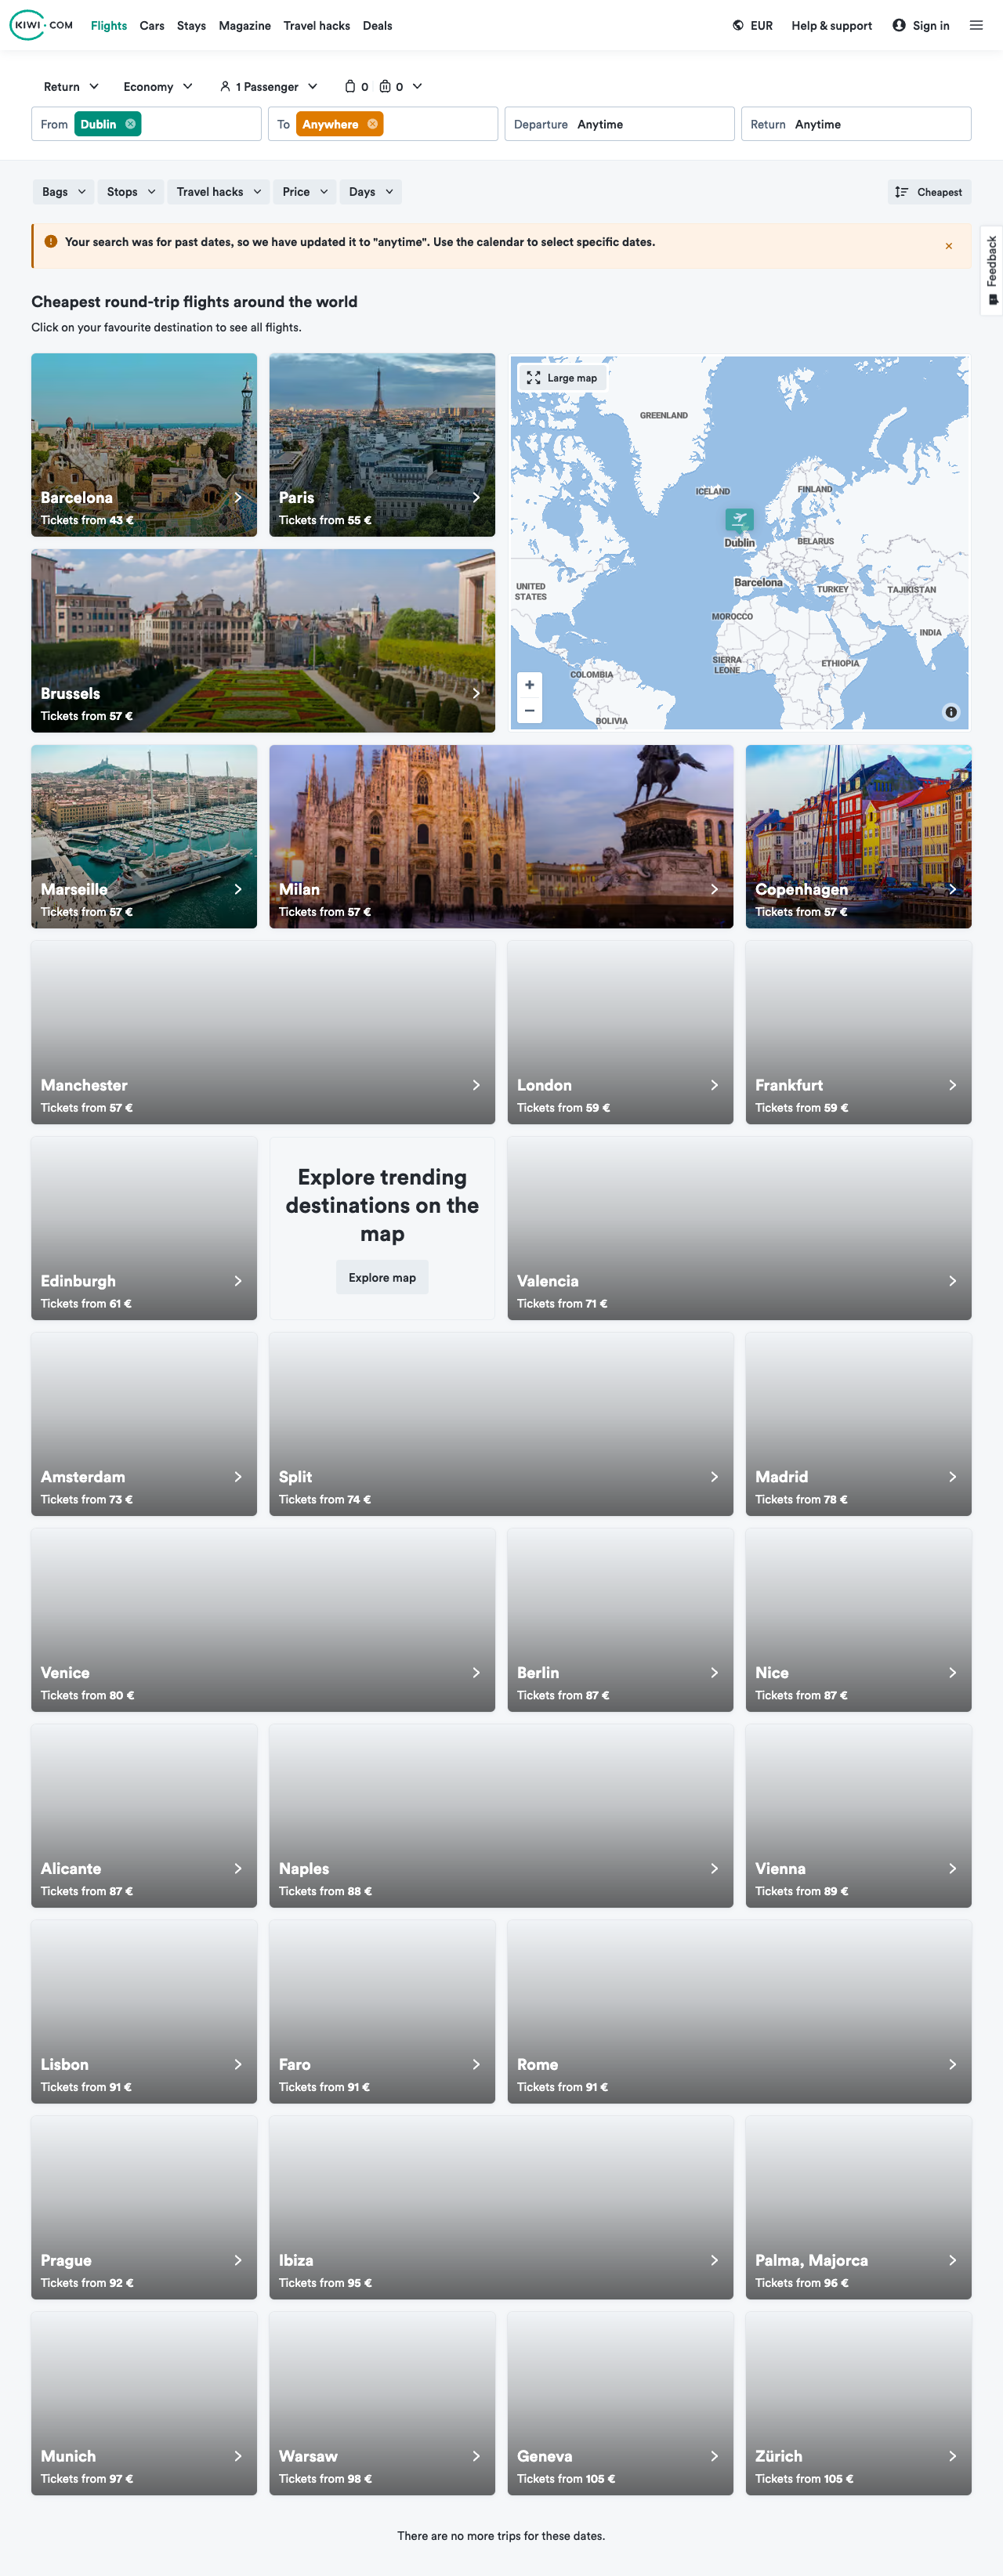 KIWI.COM
Flights Cars Stays Magazine Travel hacks Deals
EUR Help & support Sign in
Return Economy 1 Passenger 0 0
From Dublin To Anywhere Departure Anytime Return Anytime
Bags Stops Travel hacks Price Days Cheapest
Your search was for past dates, so we have updated it to "anytime". Use the calendar to select specific dates.
Feedback
Cheapest round-trip flights around the world
Click on your favourite destination to see all flights.
Barcelona
Tickets from 43 €
Paris
Tickets from 55 €
Large map
GREENLAND
ICELAND
FINLAND
Dublin
BELARUS
Barcelona
UNITED
STATES
TURKEY
TAJIKISTAN
MOROCCO
INDIA
SIERRA
LEONE
ETHIOPIA
COLOMBIA
BOLIVIA
Brussels
Tickets from 57 €
Marseille
Tickets from 57 €
Milan
Tickets from 57 €
Copenhagen
Tickets from 57 €
Manchester
Tickets from 57 €
London
Tickets from 59 €
Frankfurt
Tickets from 59 €
Edinburgh
Tickets from 61 €
Explore trending
destinations on the
map
Explore map
Valencia
Tickets from 71 €
Amsterdam
Tickets from 73 €
Split
Tickets from 74 €
Madrid
Tickets from 78 €
Venice
Tickets from 80 €
Berlin
Tickets from 87 €
Nice
Tickets from 87 €
Alicante
Tickets from 87 €
Naples
Tickets from 88 €
Vienna
Tickets from 89 €
Lisbon
Tickets from 91 €
Faro
Tickets from 91 €
Rome
Tickets from 91 €
Prague
Tickets from 92 €
Ibiza
Tickets from 95 €
Palma, Majorca
Tickets from 96 €
Munich
Tickets from 97 €
Warsaw
Tickets from 98 €
Geneva
Tickets from 105 €
Zürich
Tickets from 105 €
There are no more trips for these dates.